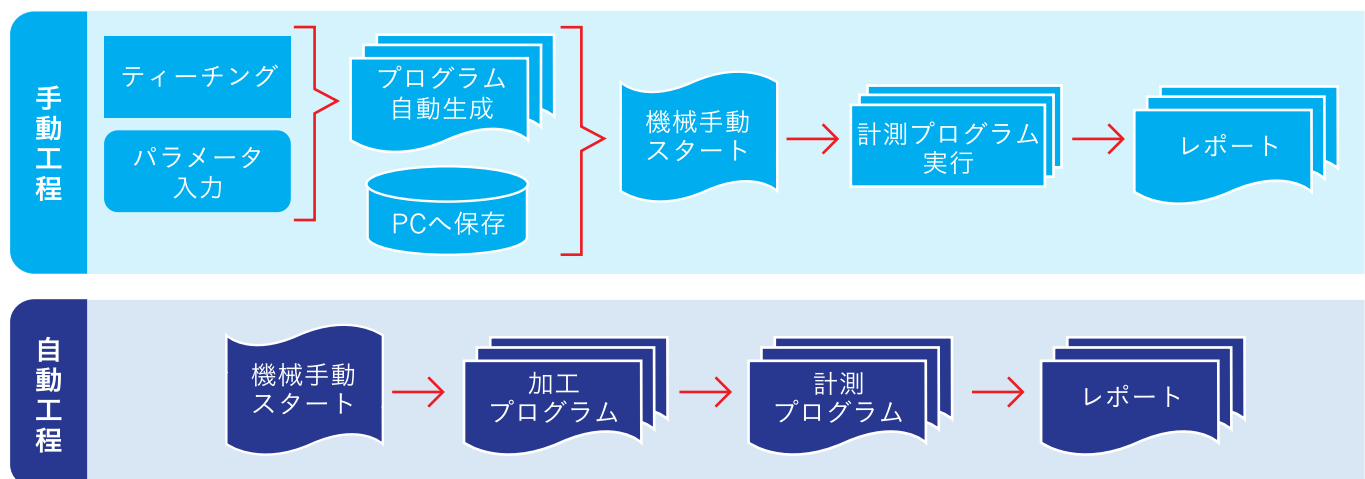 手動工程
ティーチング
パラメータ
入力
プログラム
自動生成
PCへ保存
機械手動
スタート
計測プログラム
実行
レポート
自動工程
機械手動
スタート
加工
プログラム
計測
プログラム
レポート